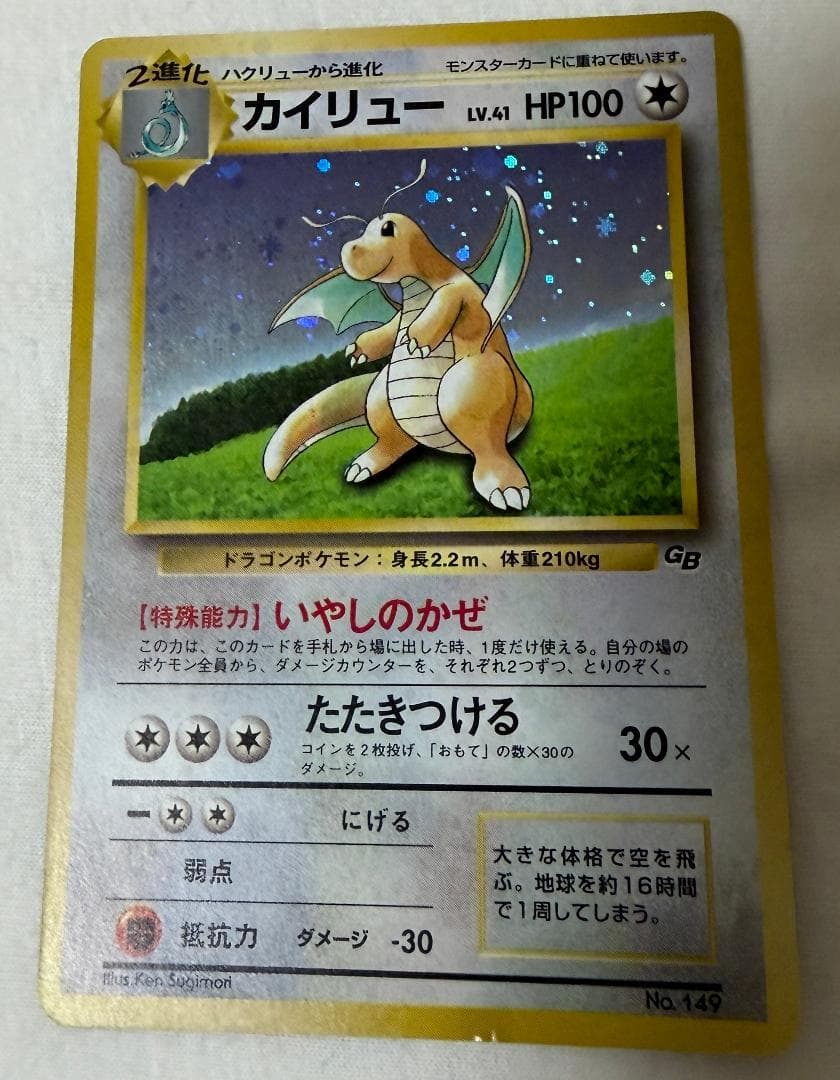 2進化 ハクリューから進化 モンスターカードに重ねて使います。
カイリュー LV.41 HP100
ドラゴンポケモン：身長2.2m、体重210kg GB
【特殊能力】いやしのかぜ
この力は、このカードを手札から場に出した時、1度だけ使える。自分の場の
ポケモン全員から、ダメージカウンターを、それぞれ2つずつ、とりのぞく。
たたきつける
コインを2枚投げ、「おもて」の数×30の
ダメージ。
30×
ー にげる
弱点
抵抗力 ダメージ -30
大きな体格で空を飛
ぶ。地球を約16時間
で1周してしまう。
Illus.Ken Sugimori
No.149